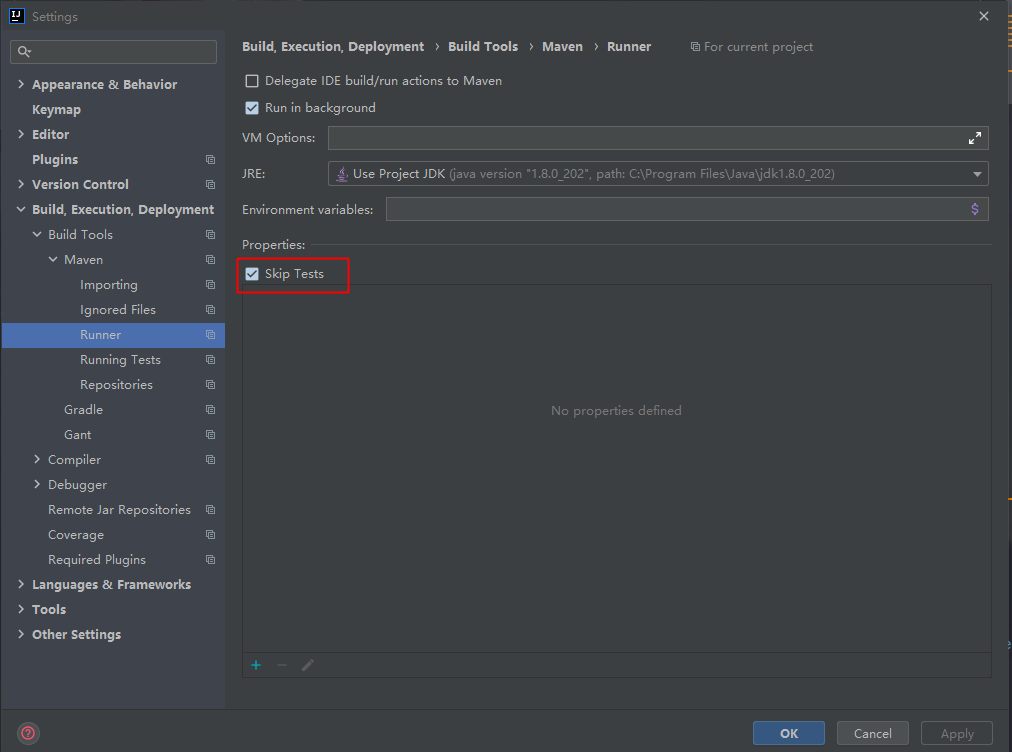 Settings
Appearance & Behavior
Keymap
Editor
Plugins
Version Control
Build, Execution, Deployment
Build Tools
Maven
Importing
Ignored Files
Runner
Running Tests
Repositories
Gradle
Gant
Compiler
Debugger
Remote Jar Repositories
Coverage
Required Plugins
Languages & Frameworks
Tools
Other Settings
Build, Execution, Deployment › Build Tools › Maven › Runner For current project
Delegate IDE build/run actions to Maven
Run in background
VM Options:
JRE: Use Project JDK (java version "1.8.0_202", path: C:\Program Files\Java\jdk1.8.0_202)
Environment variables: $
Properties:
Skip Tests
No properties defined
? OK Cancel Apply